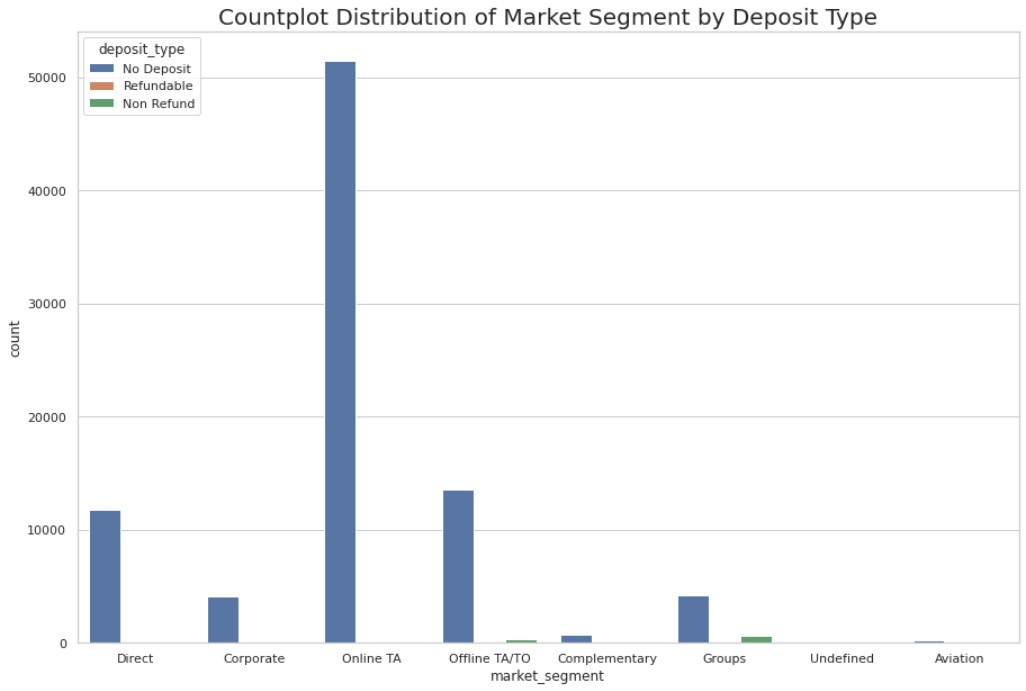 Countplot Distribution of Market Segment by Deposit Type
deposit_type
No Deposit
Refundable
Non Refund
50000
40000
30000
20000
10000
0
count
Direct Corporate Online TA Offline TA/TO Complementary Groups Undefined Aviation
market_segment